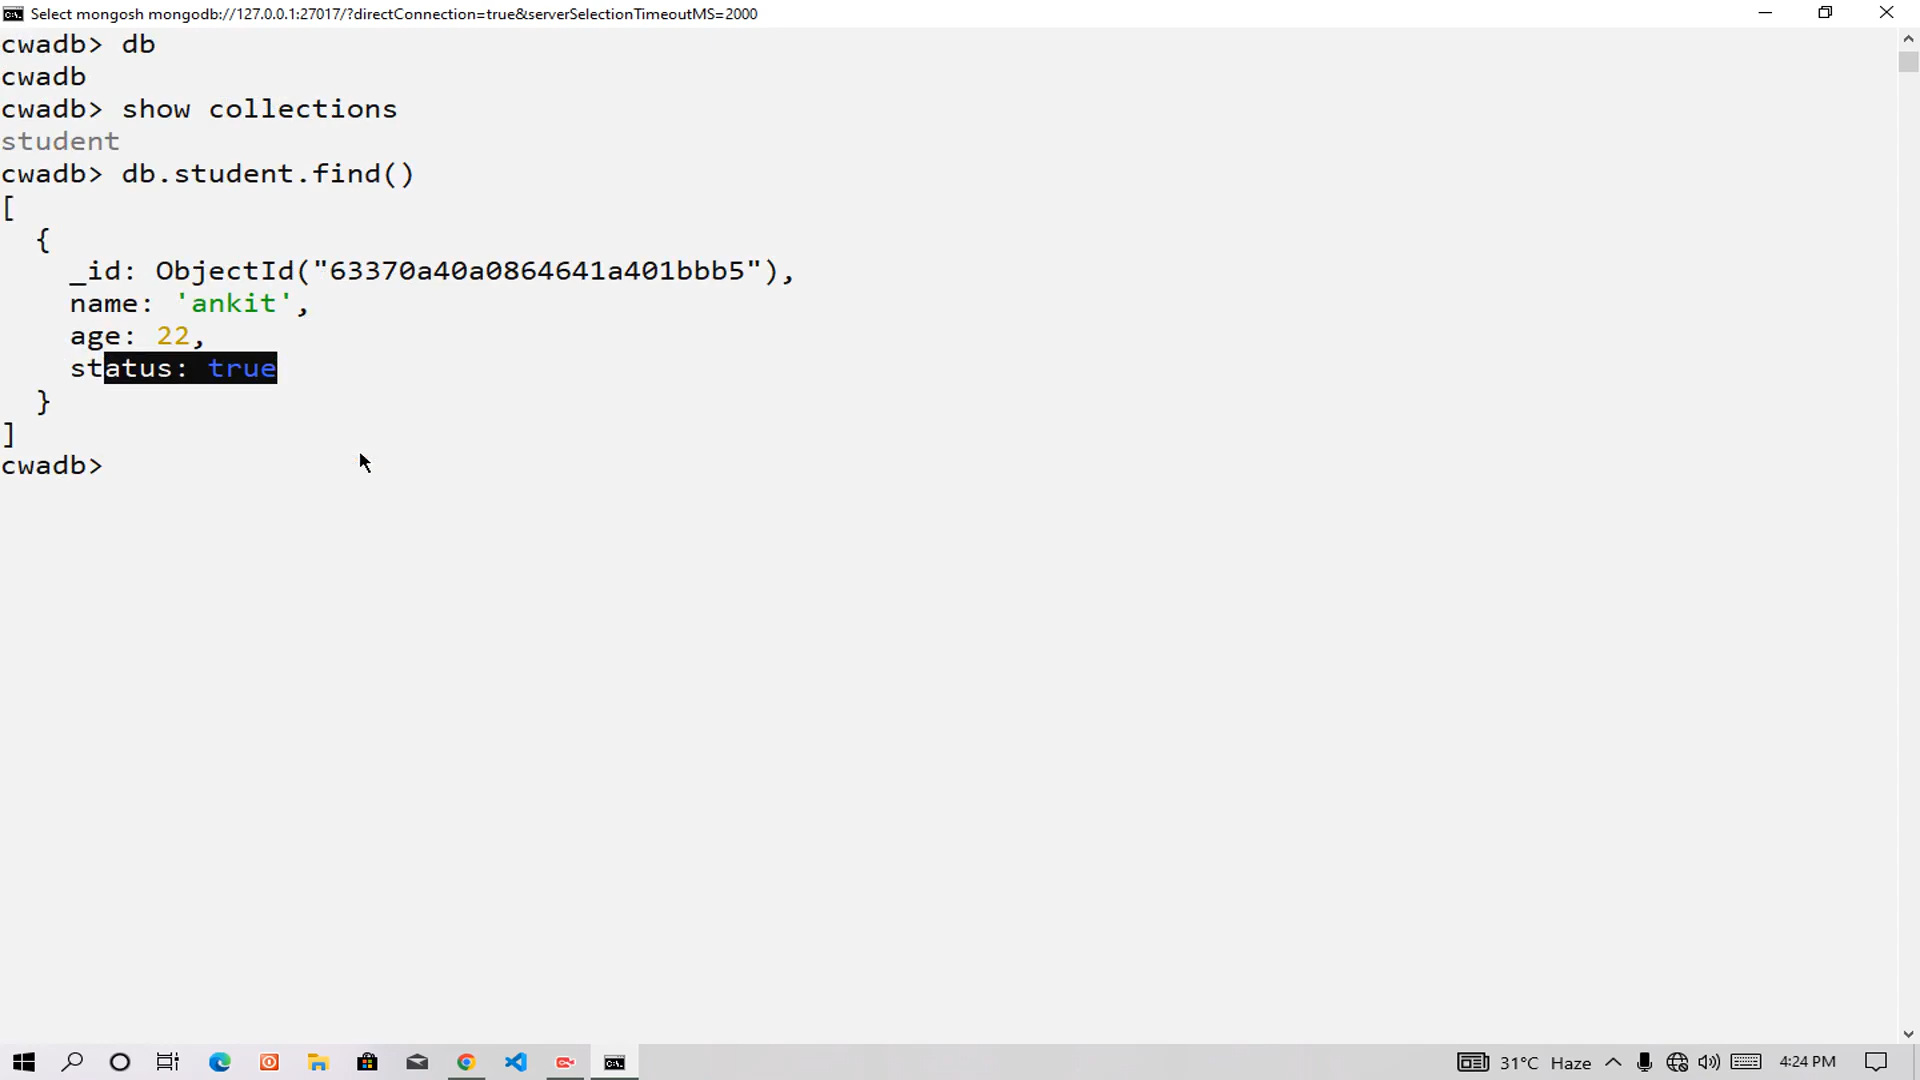 Select mongosh mongodb://127.0.0.1:27017/?directConnection=true&serverSelectionTimeoutMS=2000
cwadb> db
cwadb
cwadb> show collections
student
cwadb> db.student.find()
[
  {
    _id: ObjectId("63370a40a0864641a401bbb5"),
    name: 'ankit',
    age: 22,
    status: true
  }
]
cwadb>
31°C Haze 4:24 PM